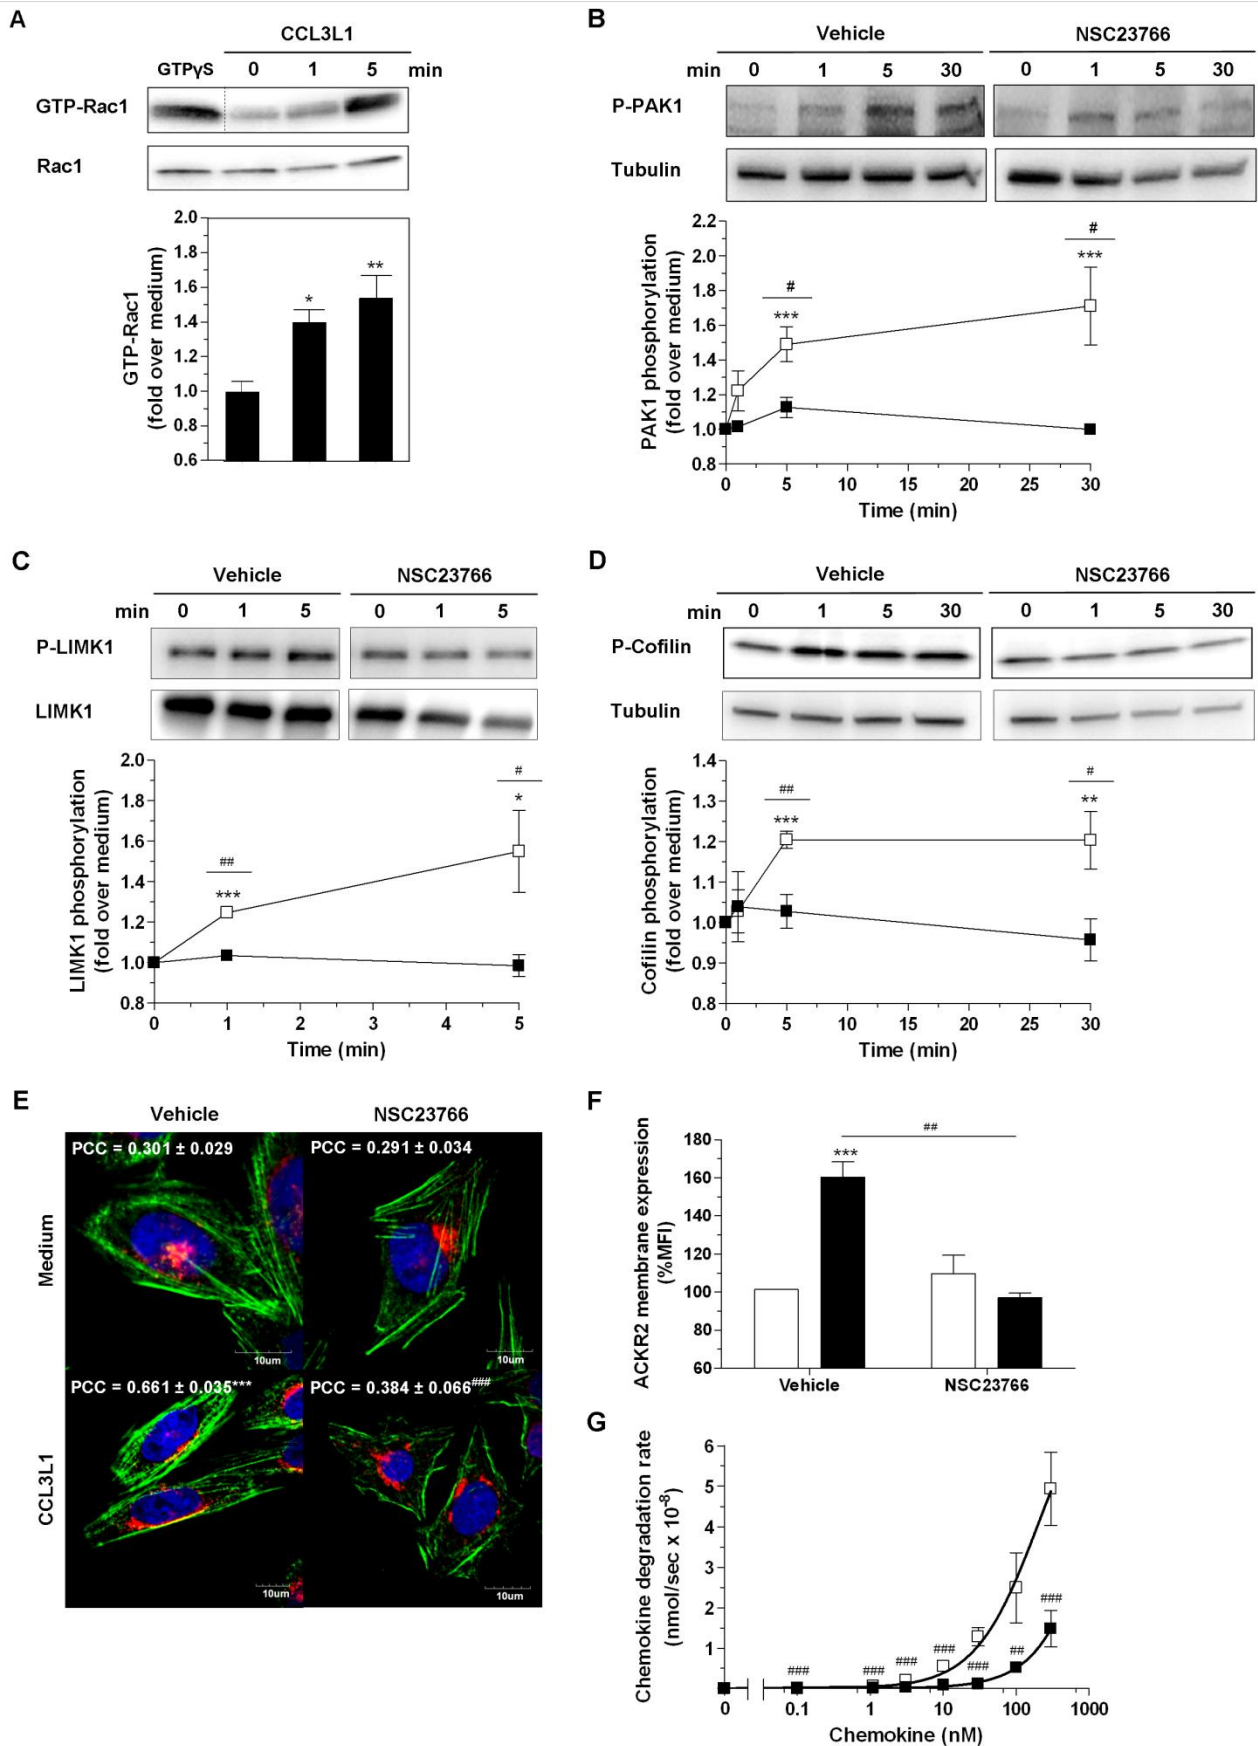 A
CCL3L1
GTPγS 0 1 5 min
GTP-Rac1
Rac1
2.0
1.8
1.6
1.4
1.2
1.0
0.8
0.6
GTP-Rac1
(fold over medium)
*
**
B
Vehicle NSC23766
min 0 1 5 30 0 1 5 30
P-PAK1
Tubulin
2.2
2.0
1.8
1.6
1.4
1.2
1.0
0.8
PAK1 phosphorylation
(fold over medium)
#
***
#
***
0 5 10 15 20 25 30
Time (min)
C
Vehicle NSC23766
min 0 1 5 0 1 5
P-LIMK1
LIMK1
2.0
1.8
1.6
1.4
1.2
1.0
0.8
LIMK1 phosphorylation
(fold over medium)
##
***
#
*
0 1 2 3 4 5
Time (min)
D
Vehicle NSC23766
min 0 1 5 30 0 1 5 30
P-Cofilin
Tubulin
1.4
1.3
1.2
1.1
1.0
0.9
0.8
Cofilin phosphorylation
(fold over medium)
##
***
#
**
0 5 10 15 20 25 30
Time (min)
E
Vehicle NSC23766
Medium
PCC = 0.301 ± 0.029 PCC = 0.291 ± 0.034
10um 10um
CCL3L1
PCC = 0.661 ± 0.035*** PCC = 0.384 ± 0.066###
10um 10um
F
180
160
140
120
100
80
60
ACKR2 membrane expression
(%MFI)
##
***
Vehicle NSC23766
G
6
5
4
3
2
1
Chemokine degradation rate
(nmol/sec x 10-8)
### ### ### ### ### ## ###
0 0.1 1 10 100 1000
Chemokine (nM)